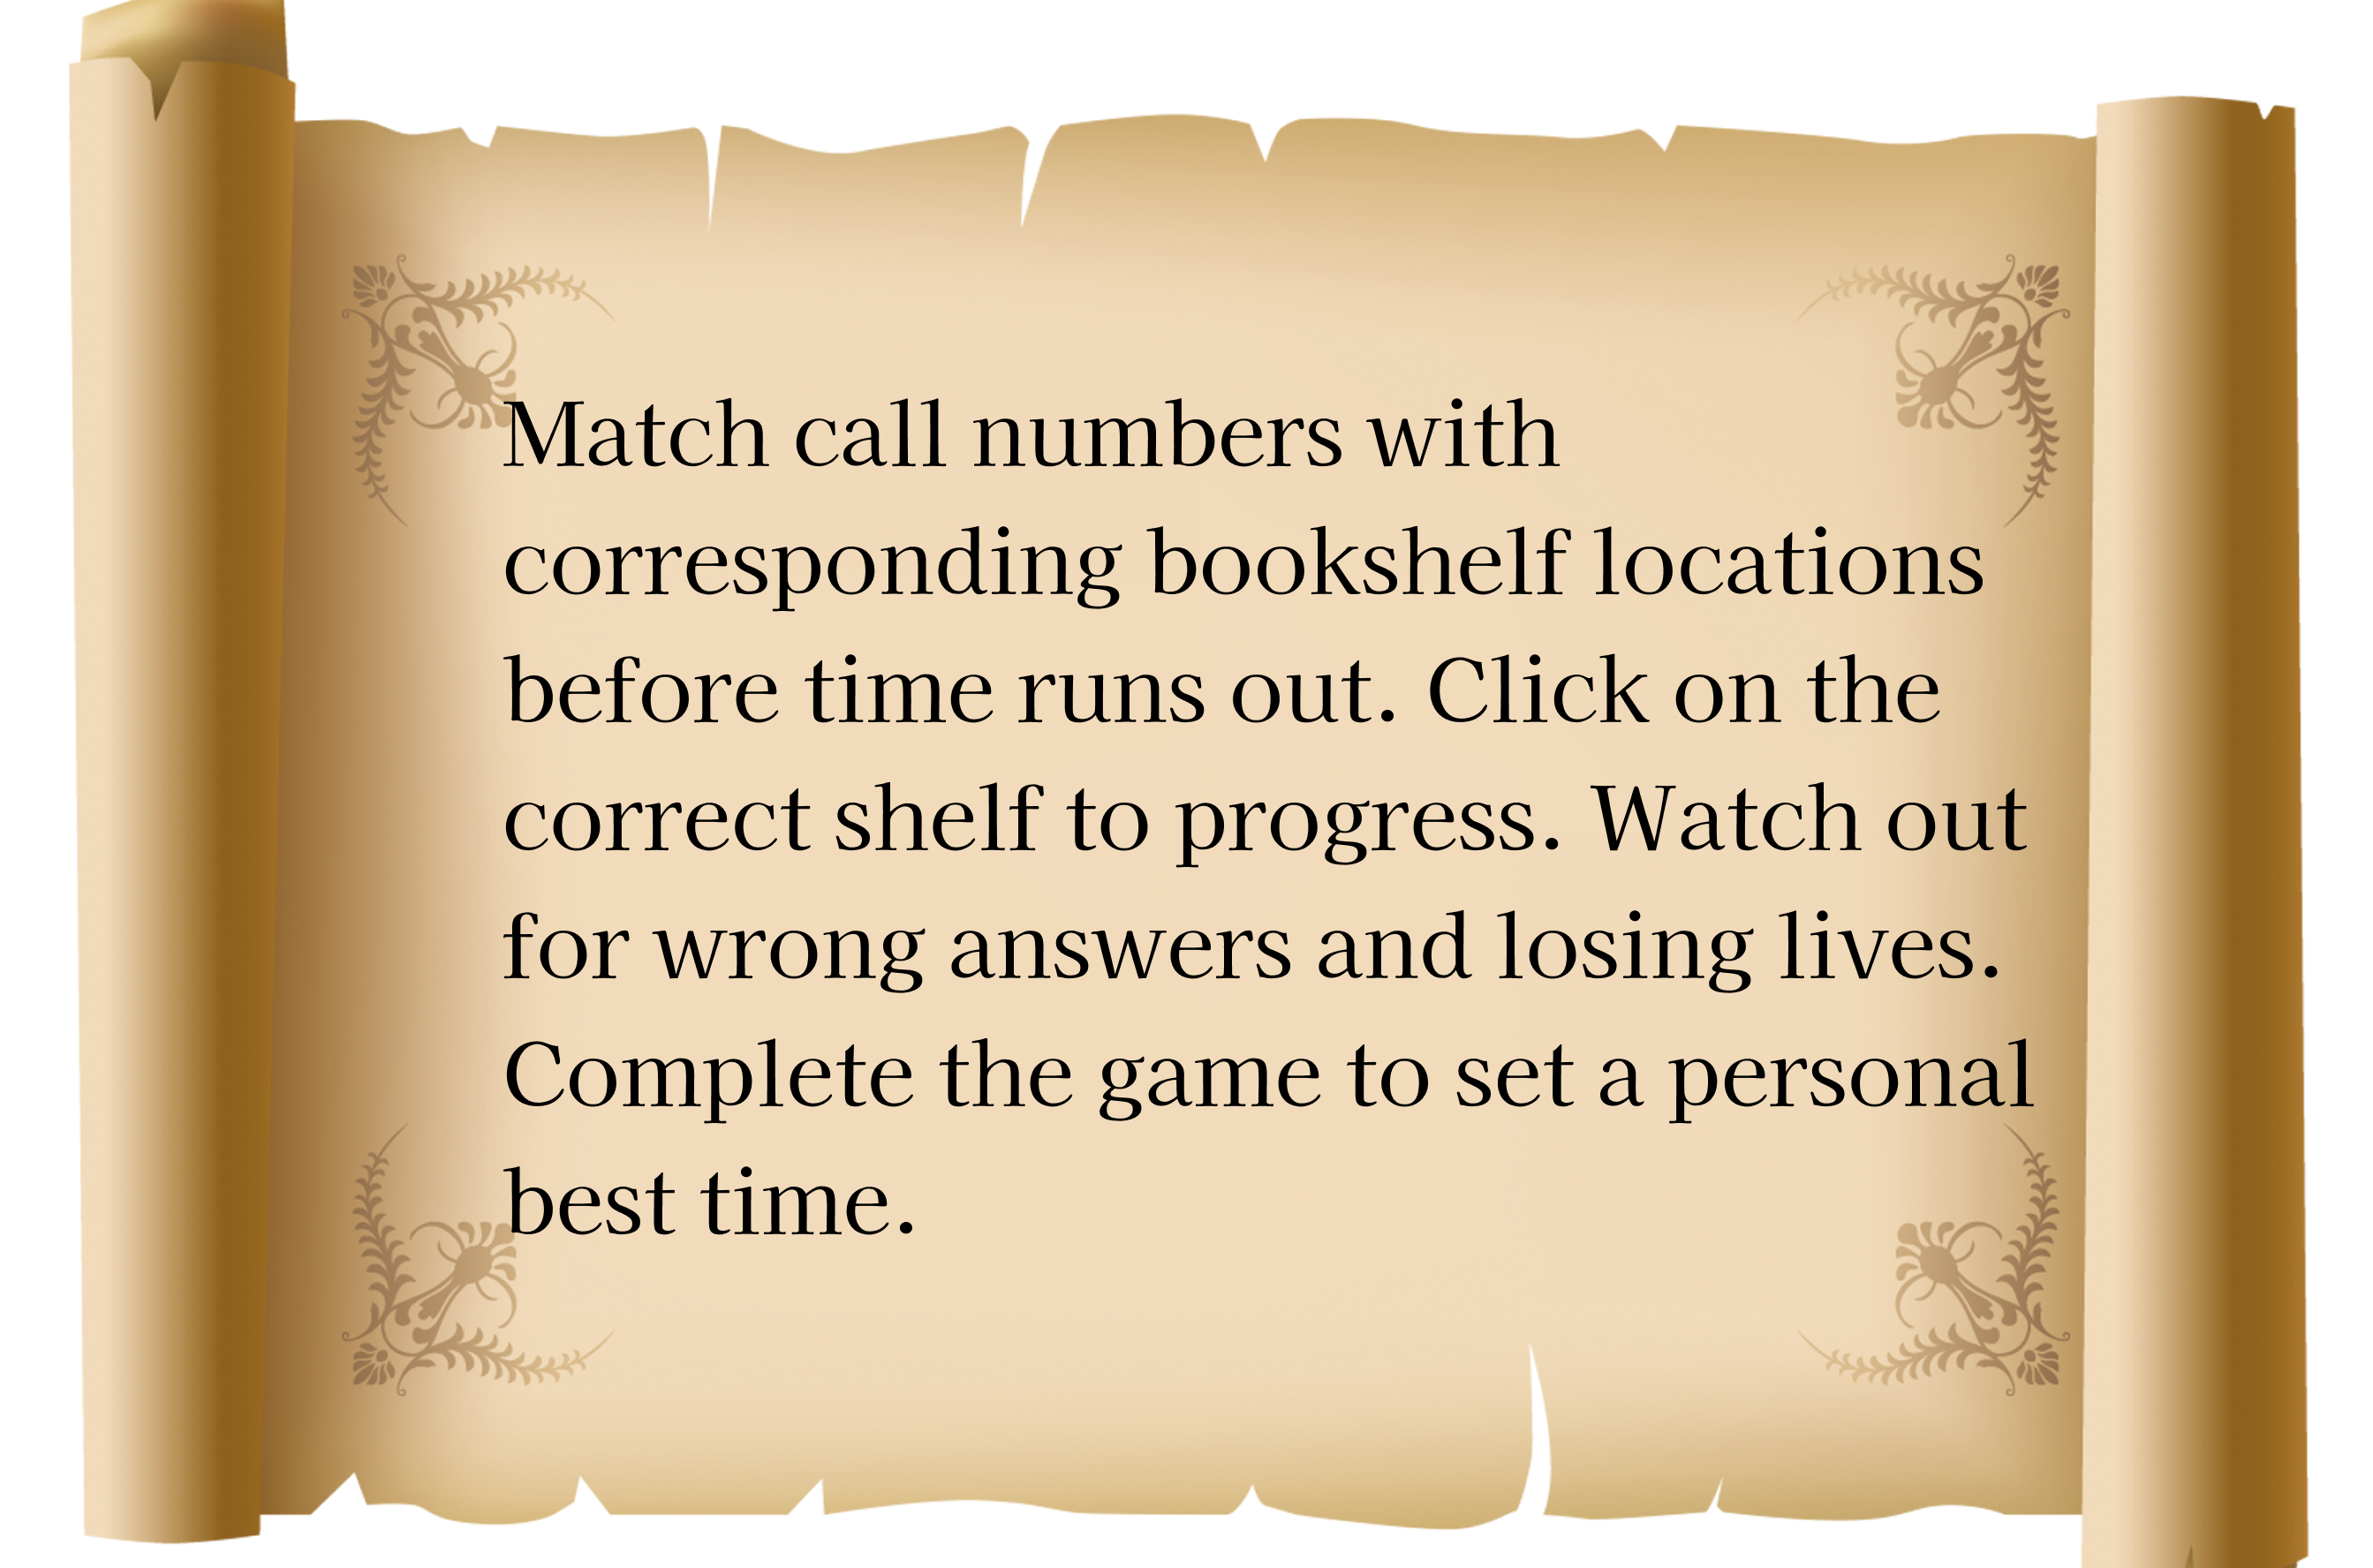 Match call numbers with
corresponding bookshelf locations
before time runs out. Click on the
correct shelf to progress. Watch out
for wrong answers and losing lives.
Complete the game to set a personal
best time.